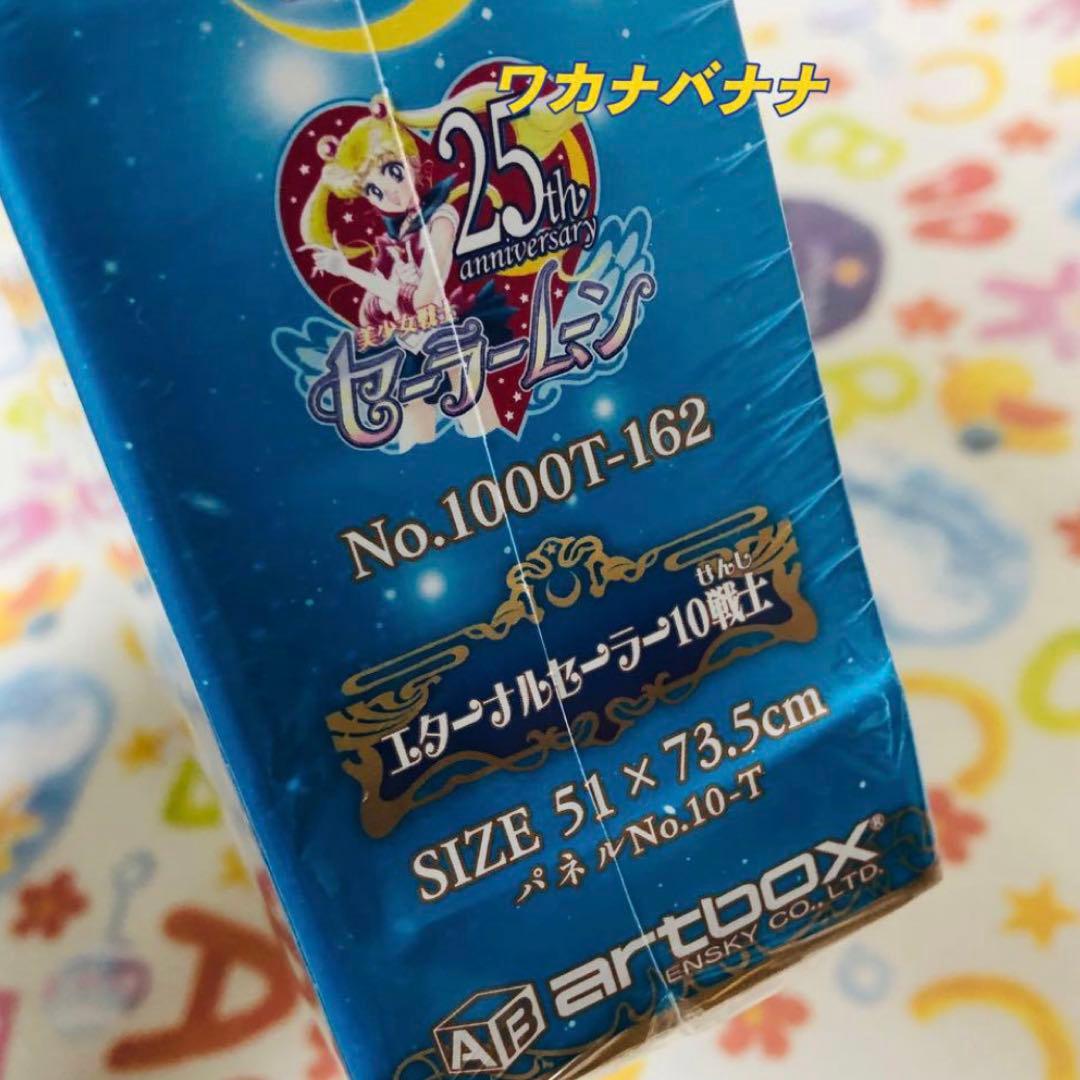 ワカナバナナ
25th
anniversary
美少女戦士
セーラームーン
No.1000T-162
せんし
エターナルセーラー10戦士
SIZE 51 × 73.5cm
パネルNo.10-T
AB artbox®
ENSKY CO., LTD.